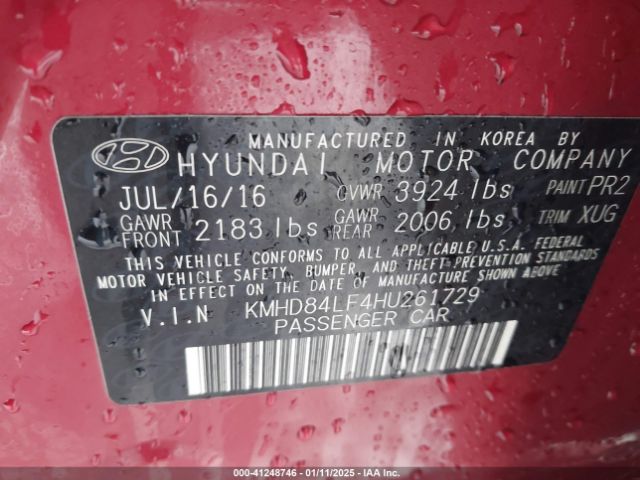 MANUFACTURED IN KOREA BY
HYUNDAI MOTOR COMPANY
JUL/16/16 GVWR 3924 lbs PAINT PR2
GAWR FRONT 2183 lbs GAWR REAR 2006 lbs TRIM XUG
THIS VEHICLE CONFORMS TO ALL APPLICABLE U.S.A. FEDERAL
MOTOR VEHICLE SAFETY, BUMPER, AND THEFT PREVENTION STANDARDS
IN EFFECT ON THE DATE OF MANUFACTURE SHOWN ABOVE
V.I.N KMHD84LF4HU261729
PASSENGER CAR
000-41248746 - 01/11/2025 - IAA Inc.